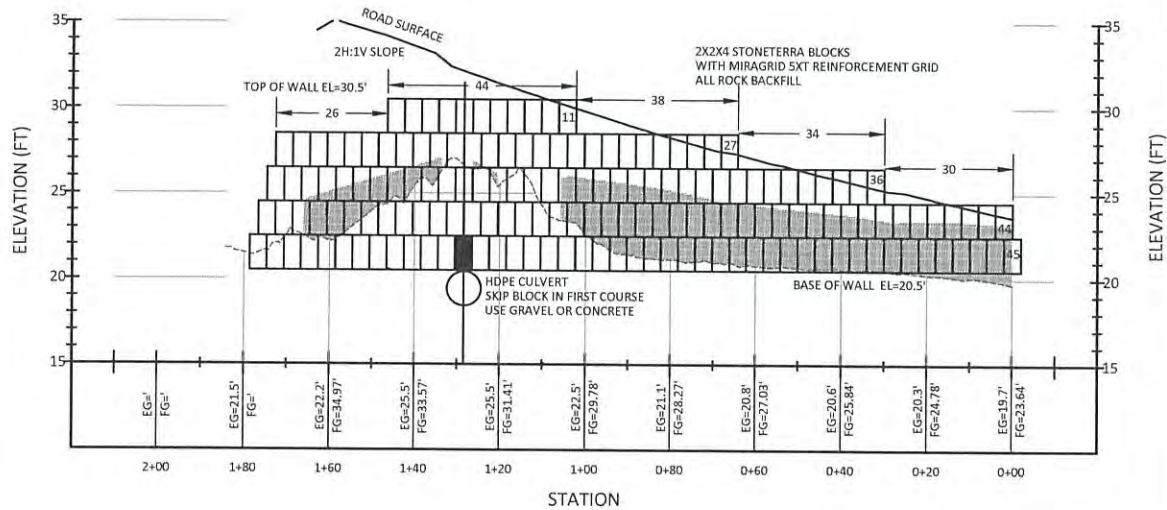 35
30
25
20
15
ELEVATION (FT)
ROAD SURFACE
2H:1V SLOPE
TOP OF WALL EL=30.5'
26
44
38
34
30
2X2X4 STONETERRA BLOCKS
WITH MIRAGRID 5XT REINFORCEMENT GRID
ALL ROCK BACKFILL
11
27
36
44
45
HDPE CULVERT
SKIP BLOCK IN FIRST COURSE
USE GRAVEL OR CONCRETE
BASE OF WALL EL=20.5'
35
30
25
20
15
ELEVATION (FT)
EG='
FG='
EG=21.5'
FG='
EG=22.2'
FG=34.97'
EG=25.5'
FG=33.57'
EG=25.5'
FG=31.41'
EG=22.5'
FG=29.78'
EG=21.1'
FG=28.27'
EG=20.8'
FG=27.03'
EG=20.6'
FG=25.84'
EG=20.3'
FG=24.78'
EG=19.7'
FG=23.64'
2+00 1+80 1+60 1+40 1+20 1+00 0+80 0+60 0+40 0+20 0+00
STATION